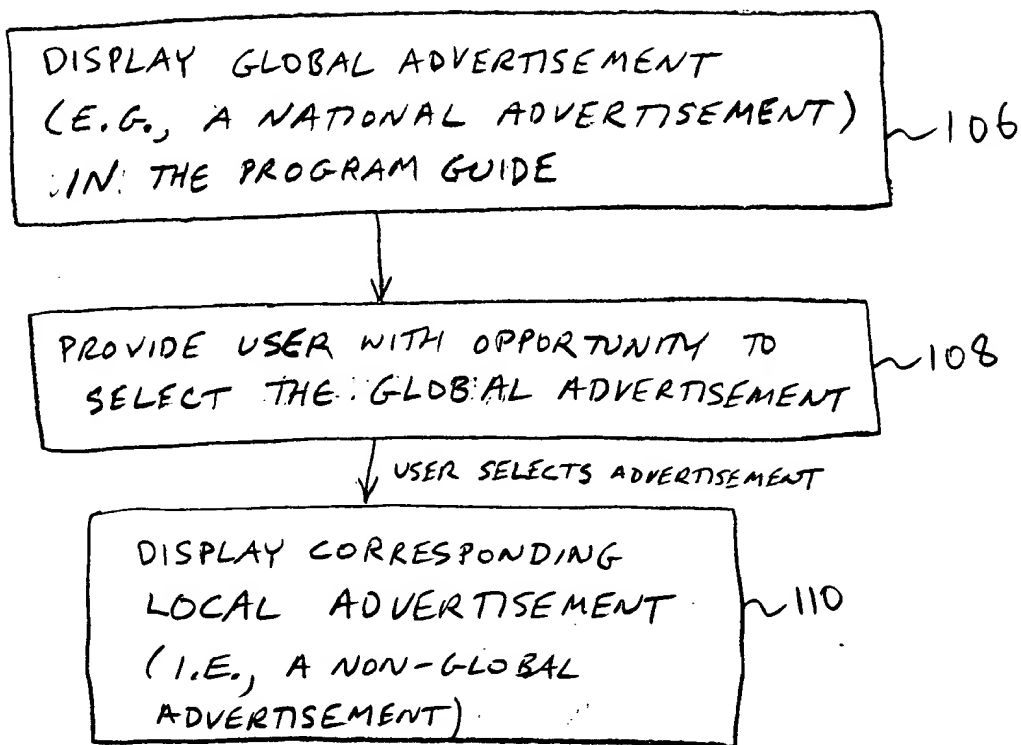 DISPLAY GLOBAL ADVERTISEMENT
(E.G., A NATIONAL ADVERTISEMENT)
IN THE PROGRAM GUIDE
106
PROVIDE USER WITH OPPORTUNITY TO
SELECT THE GLOBAL ADVERTISEMENT
108
USER SELECTS ADVERTISEMENT
DISPLAY CORRESPONDING
LOCAL ADVERTISEMENT
(I.E., A NON-GLOBAL
ADVERTISEMENT)
110